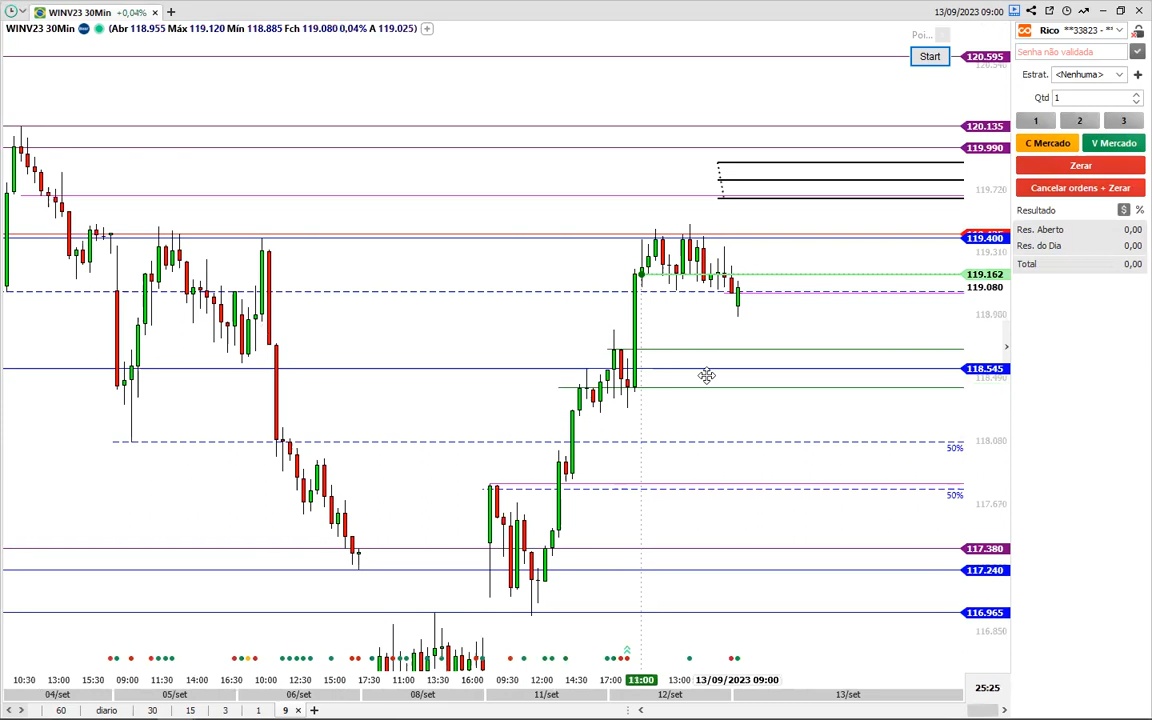 WINV23 30Min +0,04% × +
13/09/2023 09:00
WINV23 30Min (Abr 118.955 Máx 119.120 Mín 118.885 Fch 119.080 0,04% A 119.025)
Poi...
Start
Rico **33823 -
Senha não validada
Estrat. <Nenhuma>
Qtd 1
1 2 3
C Mercado V Mercado
Zerar
Cancelar ordens + Zerar
Resultado $ %
Res. Aberto 0,00
Res. do Dia 0,00
Total 0,00
120.595
120.135
119.990
119.720
119.400
119.310
119.162
119.080
118.900
118.545
118.490
118.080
50%
117.670
50%
117.380
117.240
116.965
116.850
10:30 13:00 15:30 09:00 11:30 14:00 16:30 10:00 12:30 15:00 17:30 11:00 13:30 16:00 09:30 12:00 14:30 17:00 11:00 13:00 13/09/2023 09:00
04/set 05/set 06/set 08/set 11/set 12/set 13/set
25:25
60 diario 30 15 3 1 9 × +